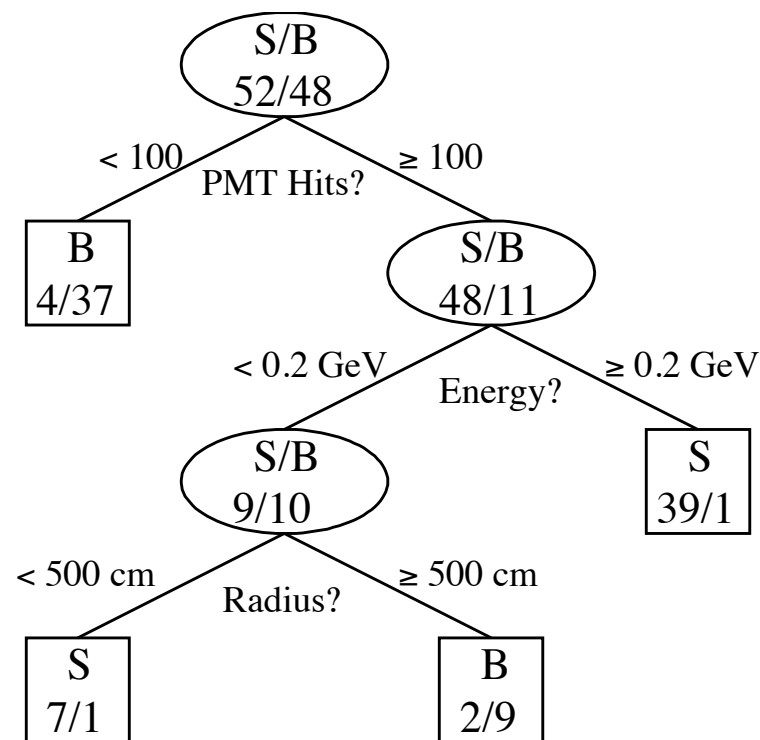 S/B
52/48
< 100
≥ 100
PMT Hits?
B
4/37
S/B
48/11
< 0.2 GeV
≥ 0.2 GeV
Energy?
S/B
9/10
S
39/1
< 500 cm
≥ 500 cm
Radius?
S
7/1
B
2/9